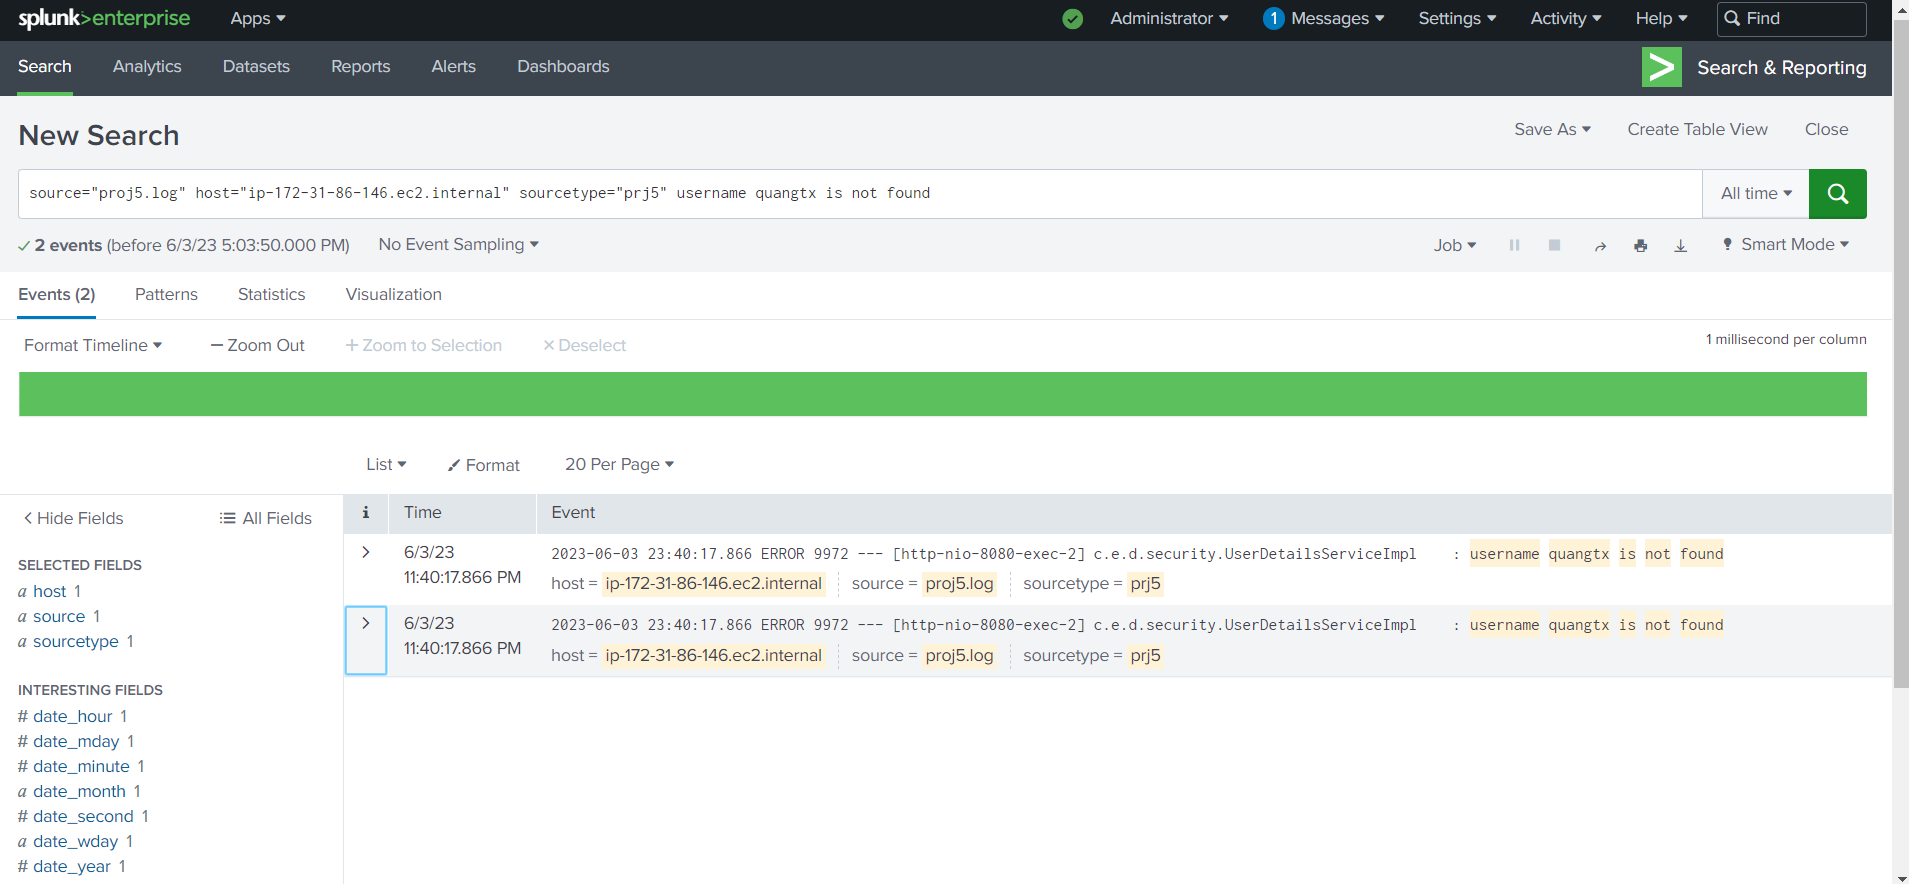 splunk>enterprise Apps Administrator 1 Messages Settings Activity Help Find
Search Analytics Datasets Reports Alerts Dashboards Search & Reporting
New Search Save As Create Table View Close
source="proj5.log" host="ip-172-31-86-146.ec2.internal" sourcetype="prj5" username quangtx is not found All time
2 events (before 6/3/23 5:03:50.000 PM) No Event Sampling Job Smart Mode
Events (2) Patterns Statistics Visualization
Format Timeline — Zoom Out + Zoom to Selection × Deselect 1 millisecond per column
List Format 20 Per Page
< Hide Fields All Fields
SELECTED FIELDS
a host 1
a source 1
a sourcetype 1
INTERESTING FIELDS
# date_hour 1
# date_mday 1
# date_minute 1
a date_month 1
# date_second 1
a date_wday 1
# date_year 1
i Time Event
> 6/3/23 11:40:17.866 PM
2023-06-03 23:40:17.866 ERROR 9972 --- [http-nio-8080-exec-2] c.e.d.security.UserDetailsServiceImpl : username quangtx is not found
host = ip-172-31-86-146.ec2.internal source = proj5.log sourcetype = prj5
> 6/3/23 11:40:17.866 PM
2023-06-03 23:40:17.866 ERROR 9972 --- [http-nio-8080-exec-2] c.e.d.security.UserDetailsServiceImpl : username quangtx is not found
host = ip-172-31-86-146.ec2.internal source = proj5.log sourcetype = prj5